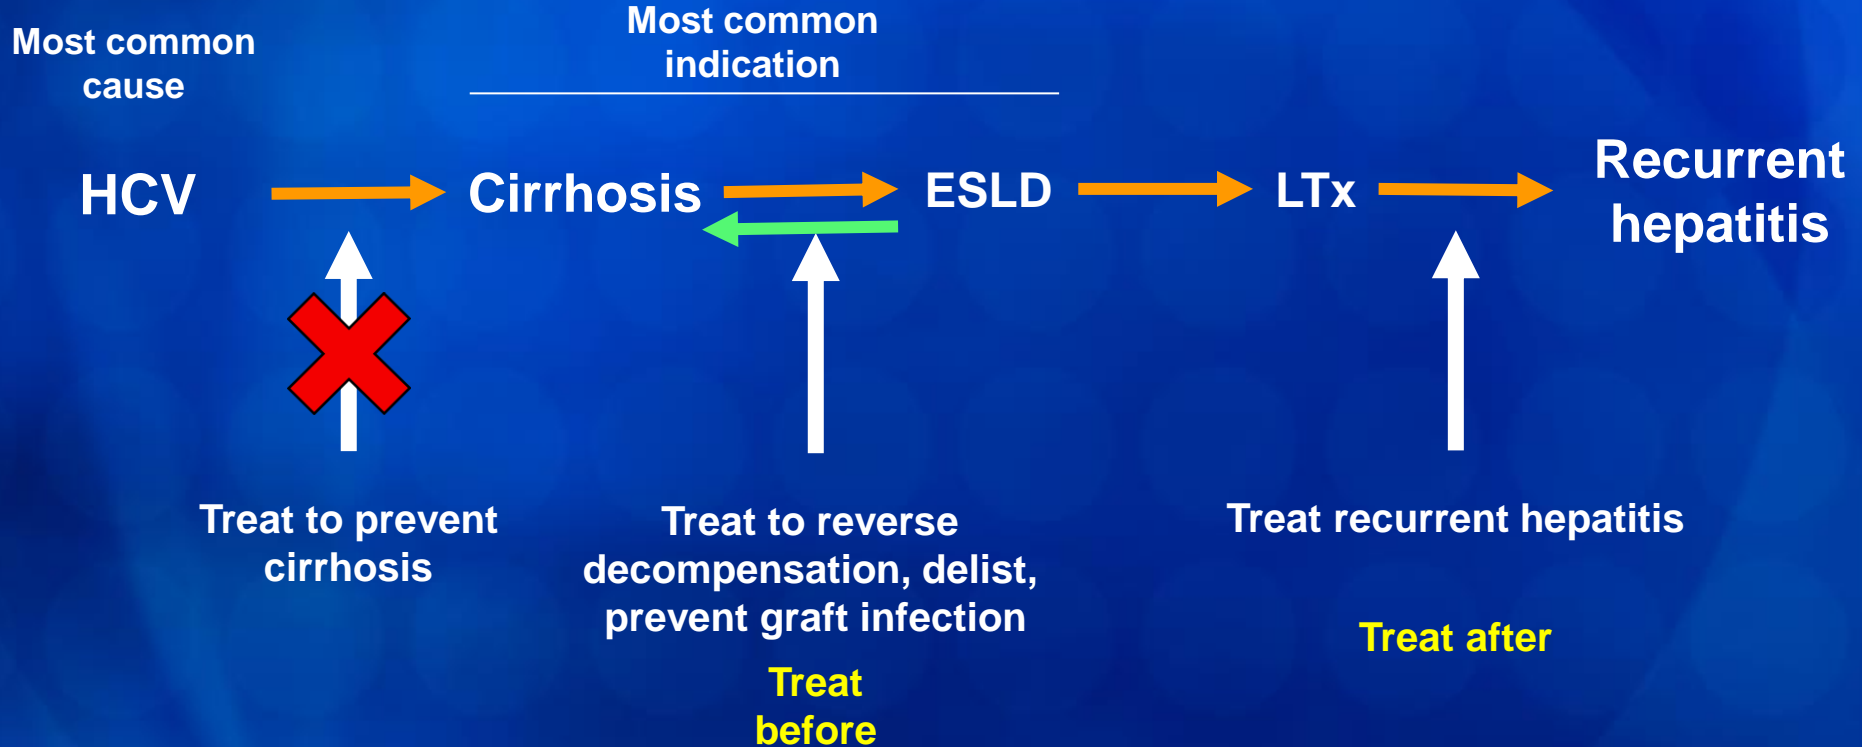 Most common
cause
Most common
indication
HCV
Cirrhosis
ESLD
LTx
Recurrent
hepatitis
Treat to prevent
cirrhosis
Treat to reverse
decompensation, delist,
prevent graft infection
Treat
before
Treat recurrent hepatitis
Treat after